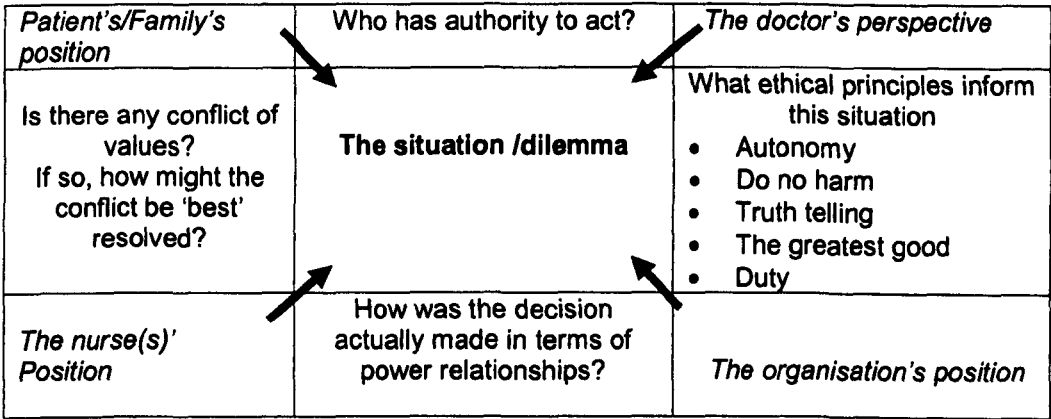 Patient's/Family's
position
Who has authority to act?
The doctor's perspective
Is there any conflict of
values?
If so, how might the
conflict be 'best'
resolved?
The situation /dilemma
What ethical principles inform
this situation
• Autonomy
• Do no harm
• Truth telling
• The greatest good
• Duty
The nurse(s)'
Position
How was the decision
actually made in terms of
power relationships?
The organisation's position